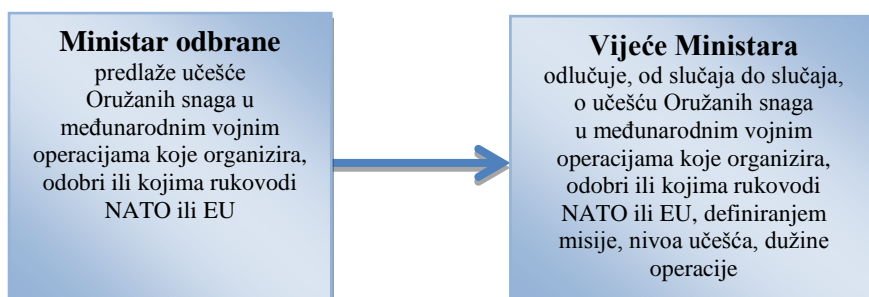 Ministar odbrane
predlaže učešće
Oružanih snaga u
međunarodnim vojnim
operacijama koje organizira,
odobri ili kojima rukovodi
NATO ili EU
Vijeće Ministara
odlučuje, od slučaja do slučaja,
o učešću Oružanih snaga
u međunarodnim vojnim
operacijama koje organizira,
odobri ili kojima rukovodi
NATO ili EU, definiranjem
misije, nivoa učešća, dužine
operacije